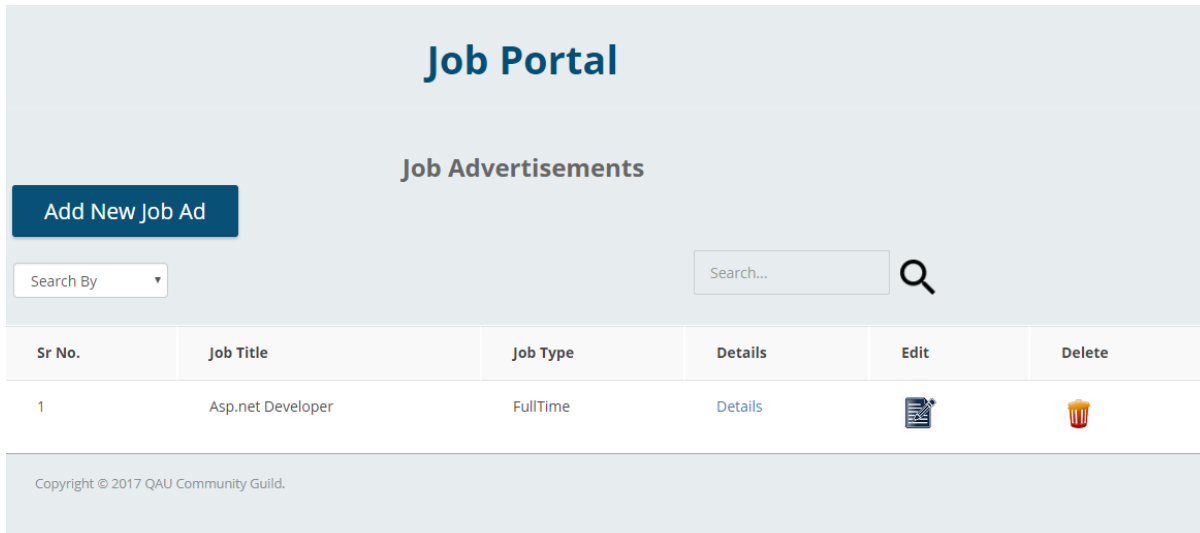 Job Portal
Job Advertisements
Add New Job Ad
Search By
Search...
Sr No. Job Title Job Type Details Edit Delete
1 Asp.net Developer FullTime Details
Copyright © 2017 QAU Community Guild.